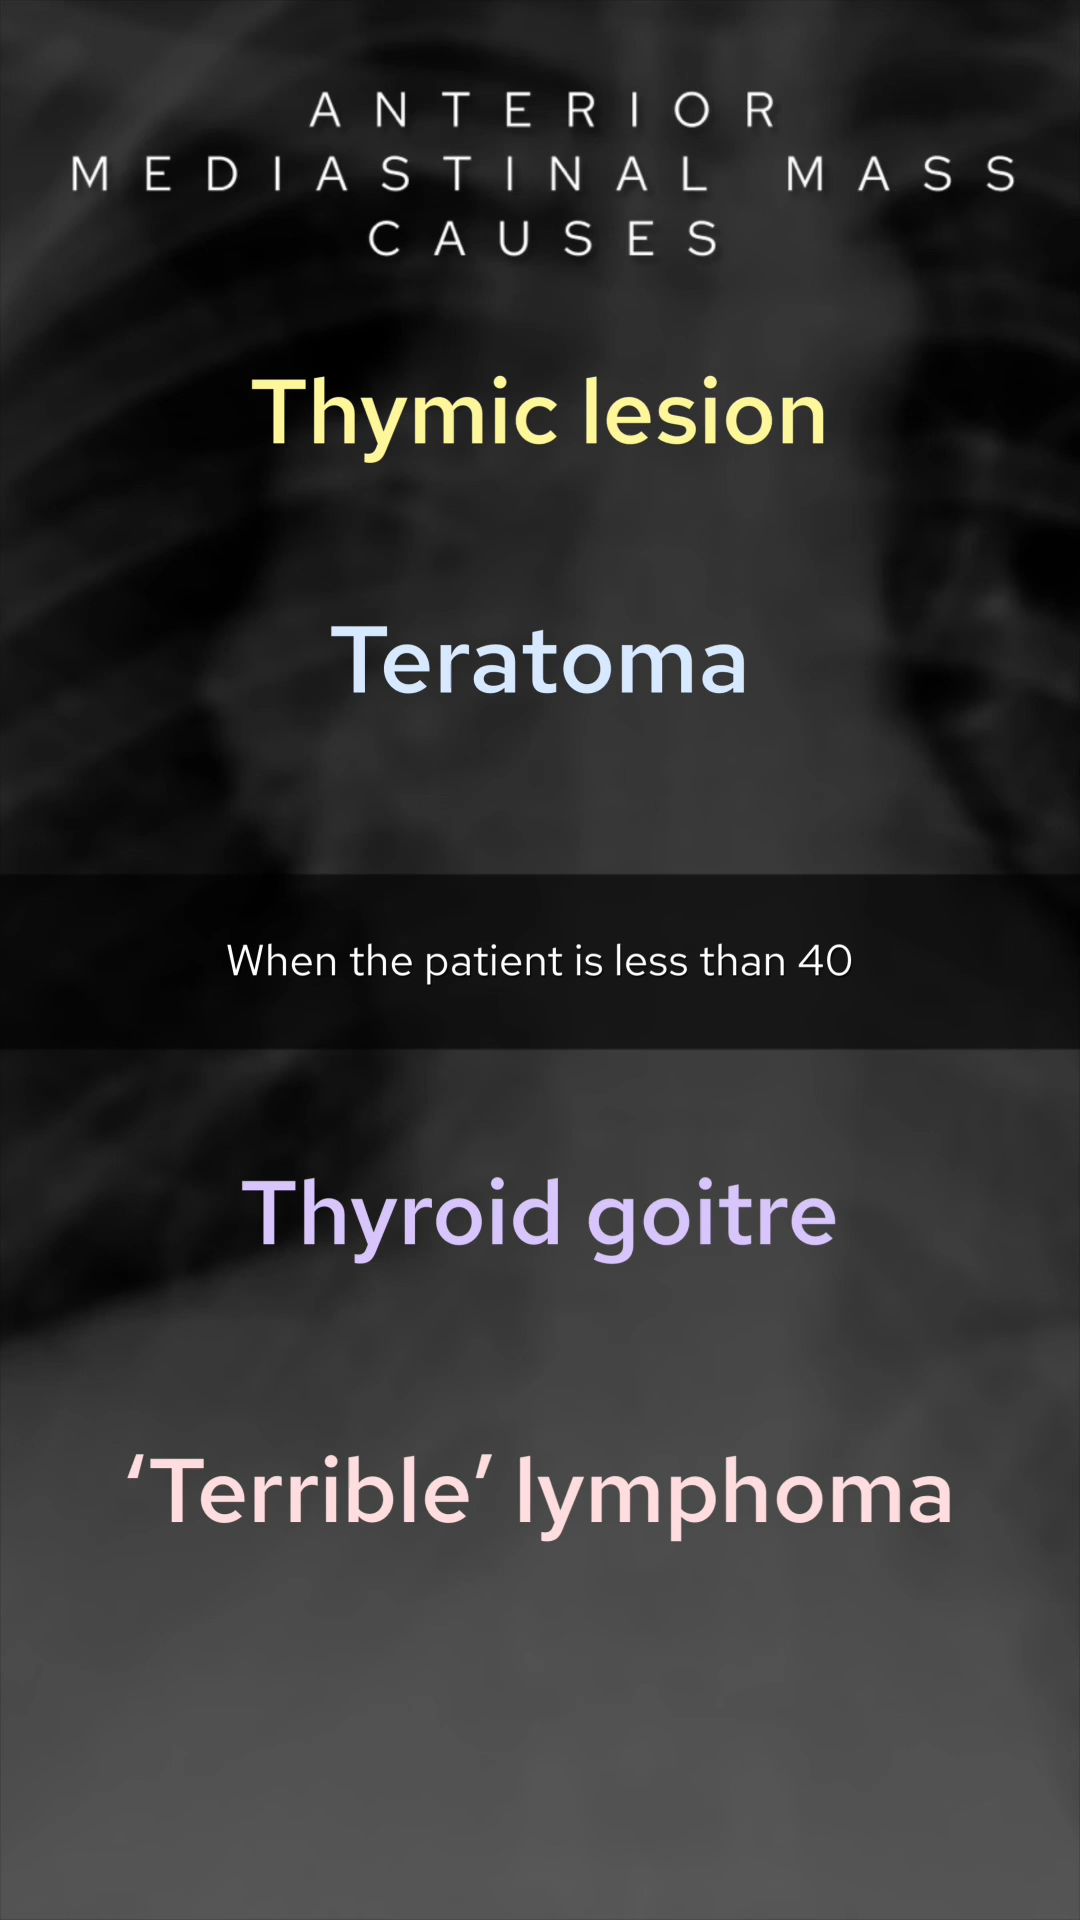 ANTERIOR
MEDIASTINAL MASS
CAUSES
Thymic lesion
Teratoma
When the patient is less than 40
Thyroid goitre
‘Terrible’ lymphoma